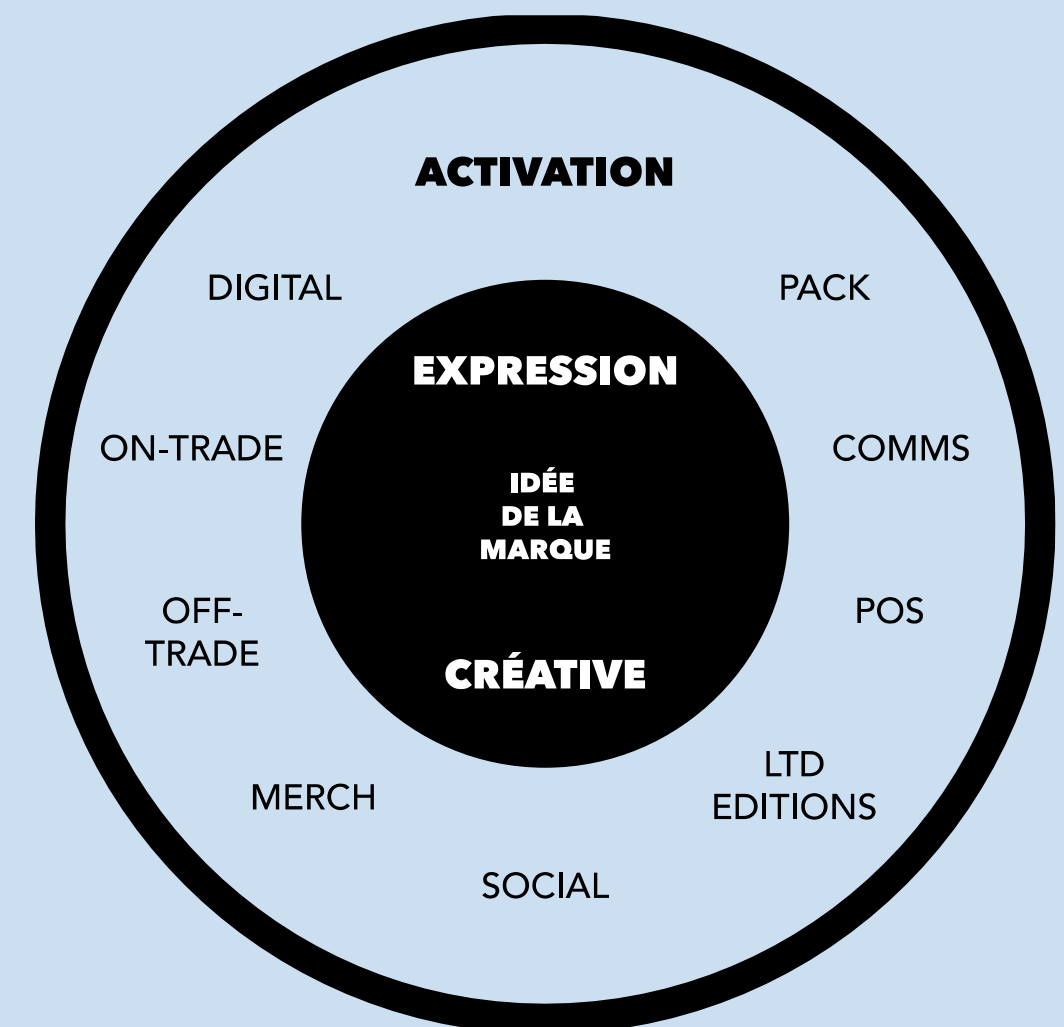 ACTIVATION
DIGITAL
PACK
EXPRESSION
ON-TRADE
COMMS
IDÉE
DE LA
MARQUE
OFF-
TRADE
POS
CRÉATIVE
MERCH
LTD
EDITIONS
SOCIAL